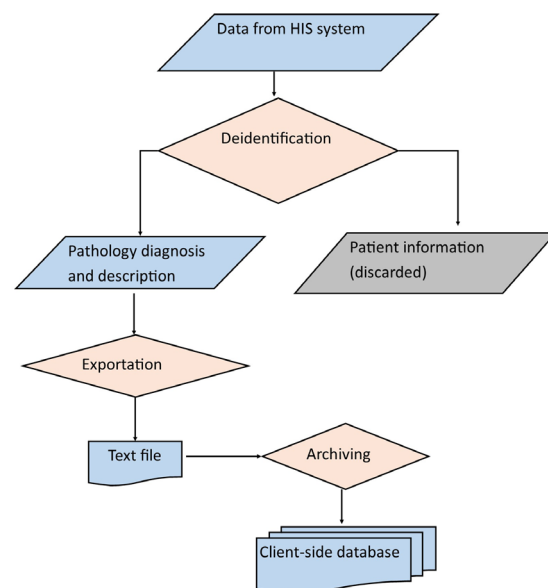 Data from HIS system
Deidentification
Pathology diagnosis
and description
Patient information
(discarded)
Exportation
Text file
Archiving
Client-side database